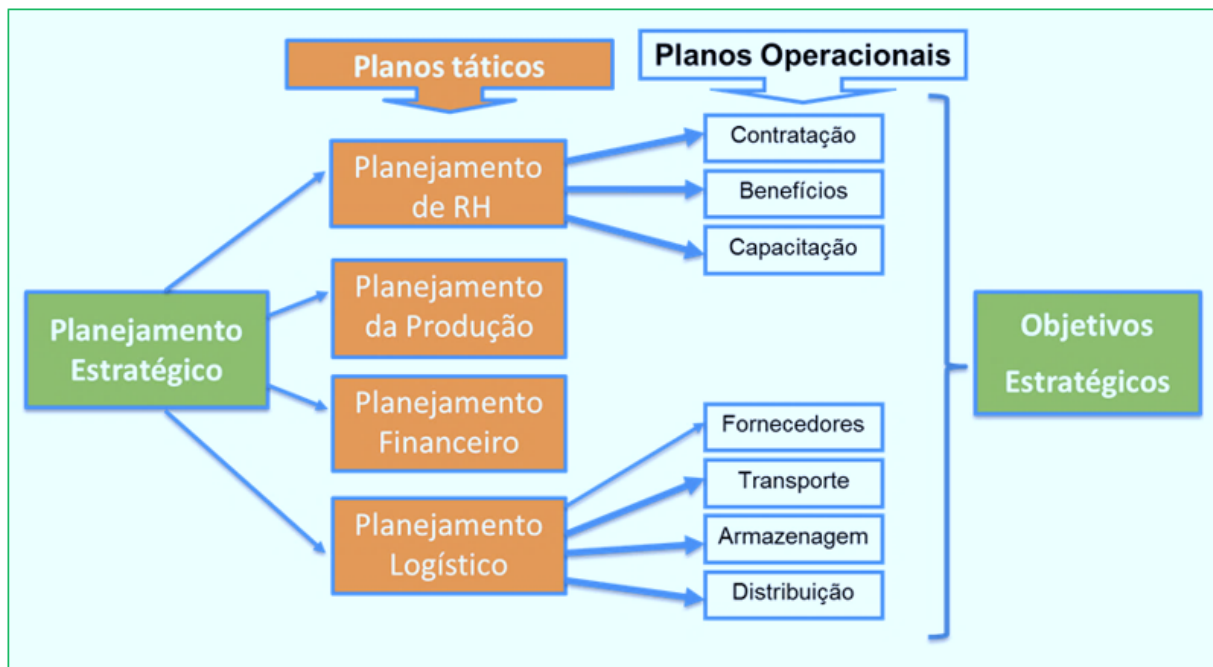 Planos táticos
Planos Operacionais
Planejamento
de RH
Contratação
Benefícios
Capacitação
Planejamento
da Produção
Planejamento
Estratégico
Planejamento
Financeiro
Planejamento
Logístico
Fornecedores
Transporte
Armazenagem
Distribuição
Objetivos
Estratégicos